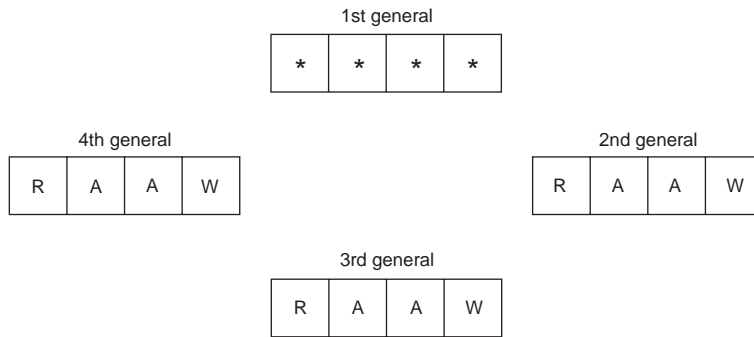 1st general
* * * *
4th general
R A A W
2nd general
R A A W
3rd general
R A A W